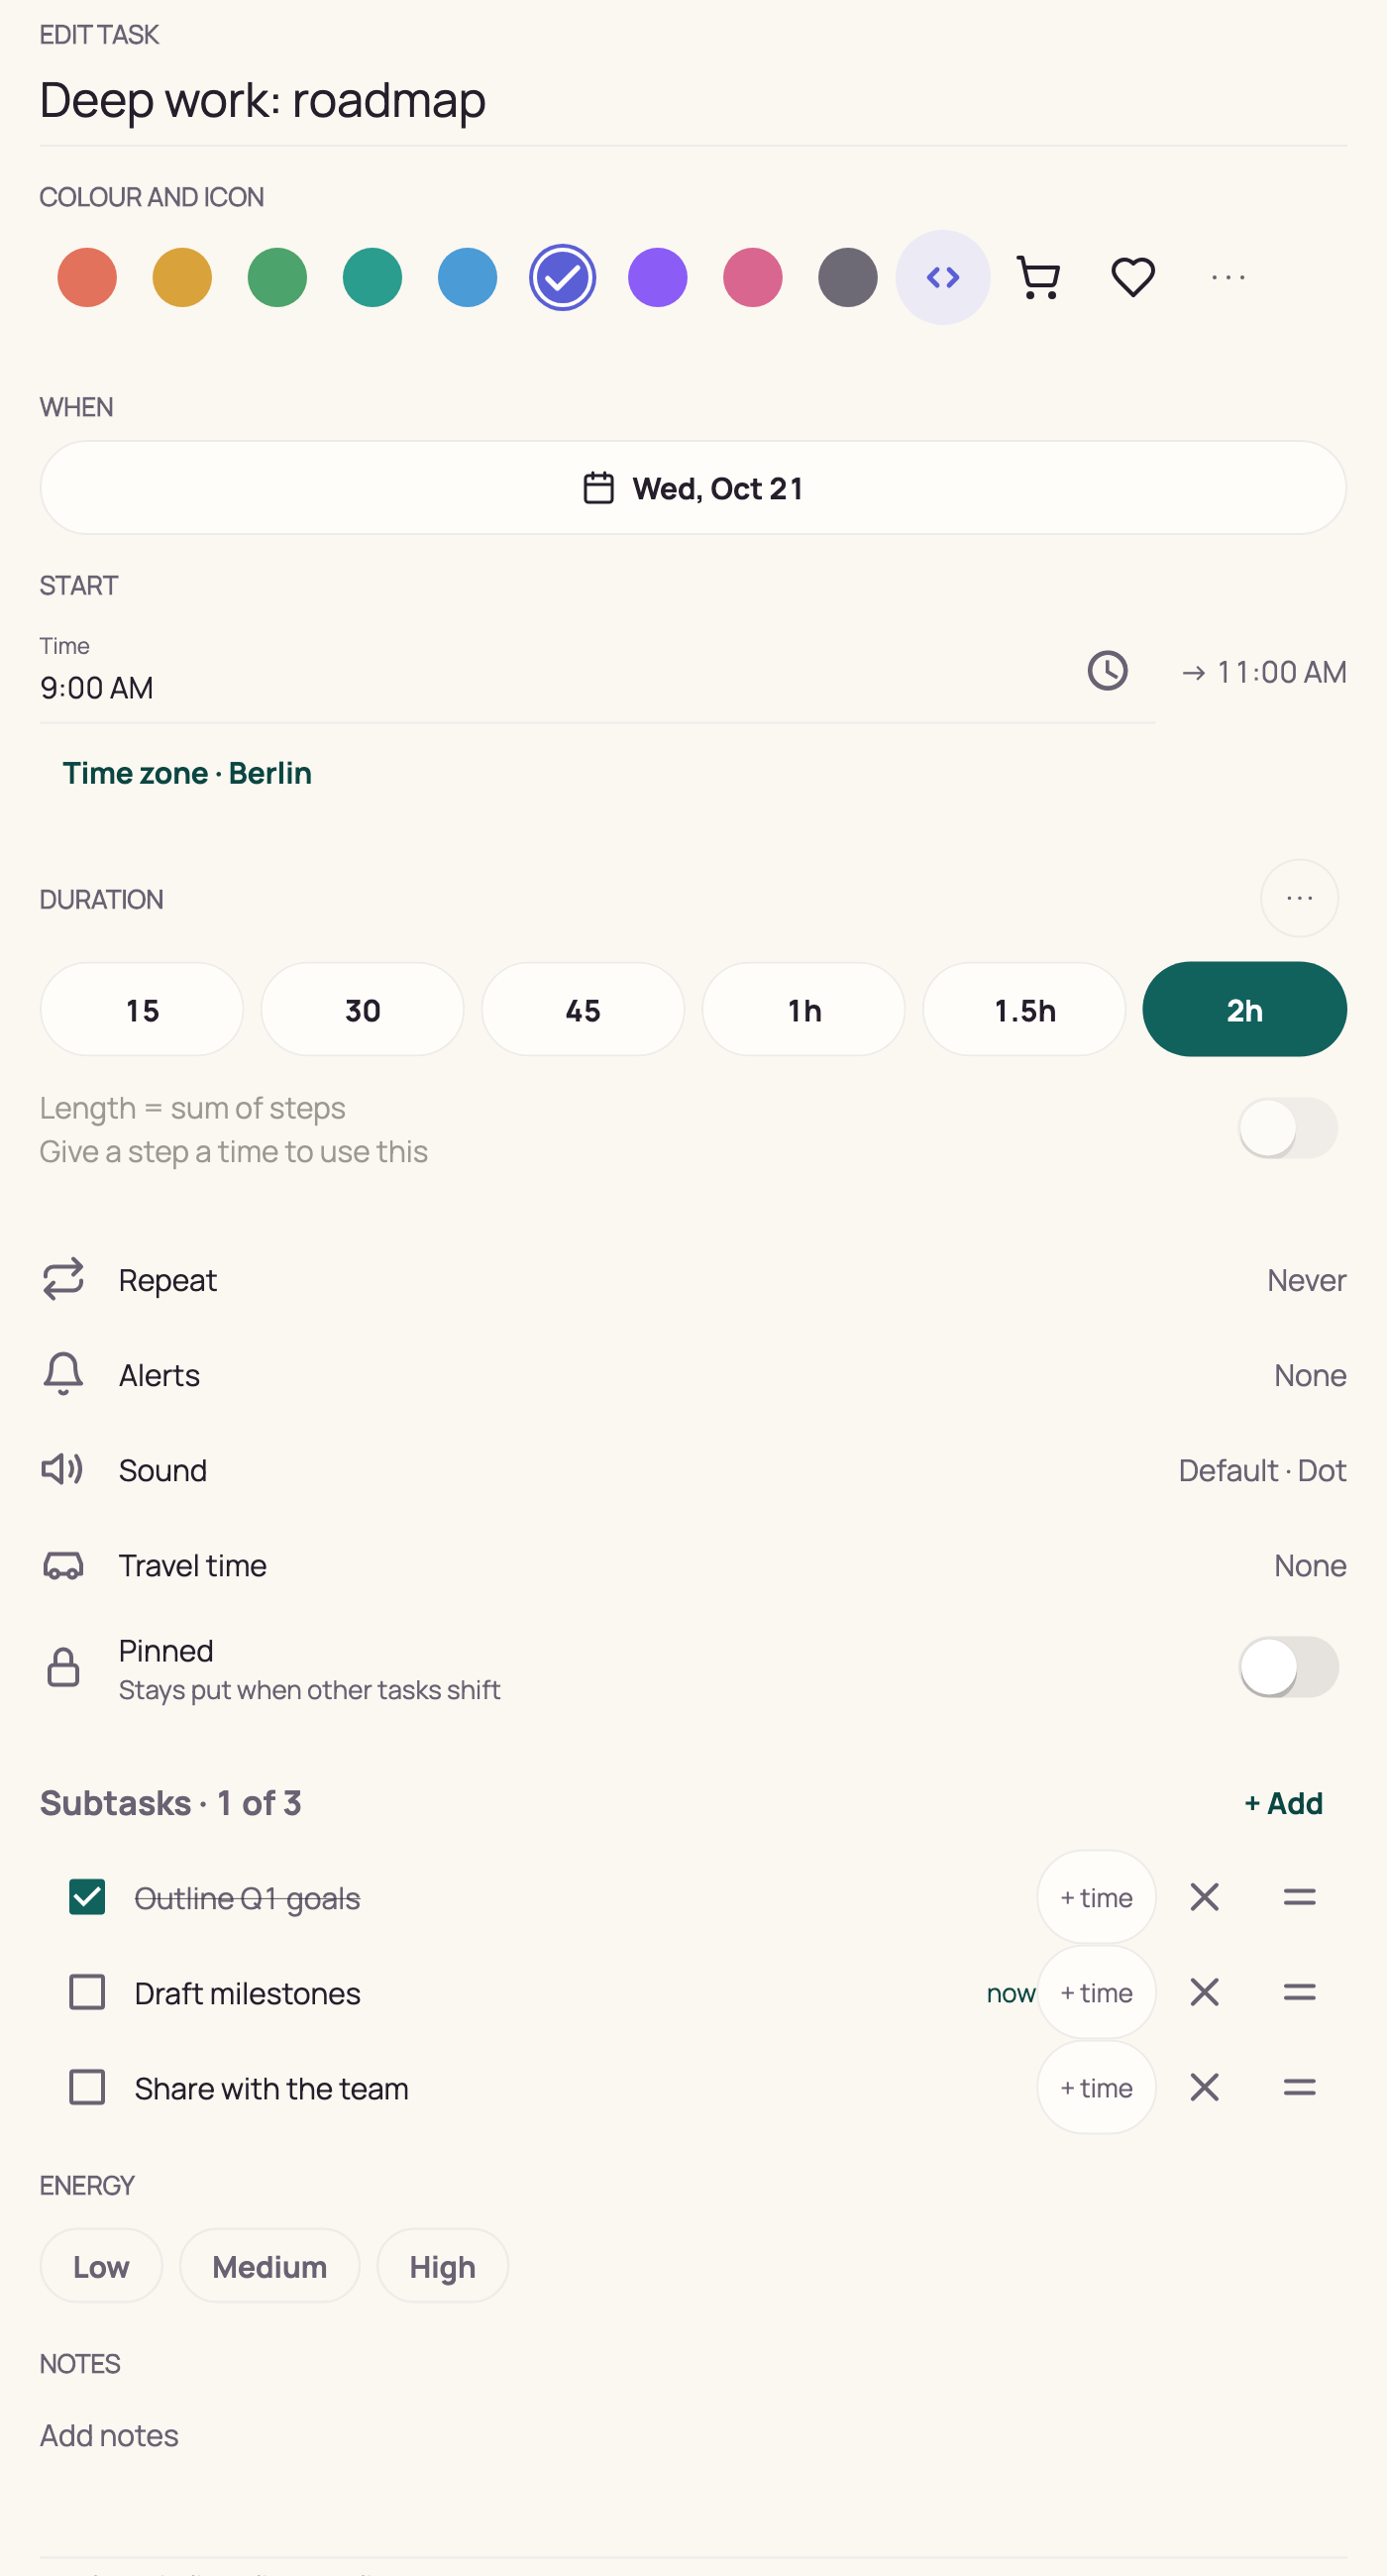 EDIT TASK
Deep work: roadmap
COLOUR AND ICON
...
WHEN
Wed, Oct 21
START
Time
9:00 AM
→ 11:00 AM
Time zone · Berlin
DURATION
...
15 30 45 1h 1.5h 2h
Length = sum of steps
Give a step a time to use this
Repeat Never
Alerts None
Sound Default · Dot
Travel time None
Pinned
Stays put when other tasks shift
Subtasks · 1 of 3 + Add
Outline Q1 goals + time
Draft milestones now + time
Share with the team + time
ENERGY
Low Medium High
NOTES
Add notes